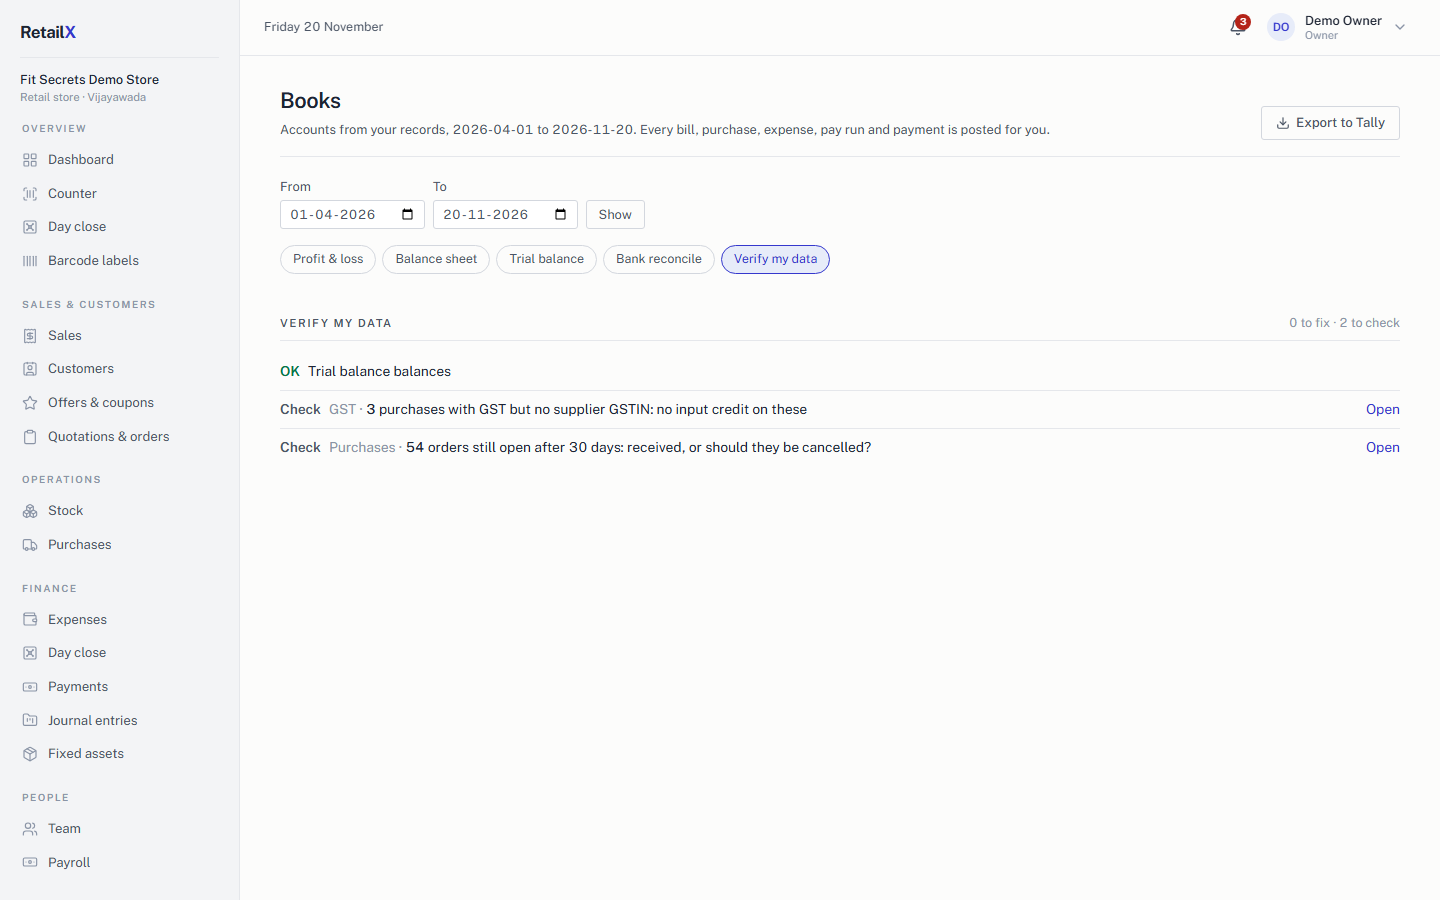 RetailX
Fit Secrets Demo Store
Retail store · Vijayawada
OVERVIEW
Dashboard
Counter
Day close
Barcode labels
SALES & CUSTOMERS
Sales
Customers
Offers & coupons
Quotations & orders
OPERATIONS
Stock
Purchases
FINANCE
Expenses
Day close
Payments
Journal entries
Fixed assets
PEOPLE
Team
Payroll
Friday 20 November
3
DO
Demo Owner
Owner
Books
Accounts from your records, 2026-04-01 to 2026-11-20. Every bill, purchase, expense, pay run and payment is posted for you.
Export to Tally
From To
01-04-2026 20-11-2026 Show
Profit & loss Balance sheet Trial balance Bank reconcile Verify my data
VERIFY MY DATA 0 to fix · 2 to check
OK Trial balance balances
Check GST · 3 purchases with GST but no supplier GSTIN: no input credit on these Open
Check Purchases · 54 orders still open after 30 days: received, or should they be cancelled? Open